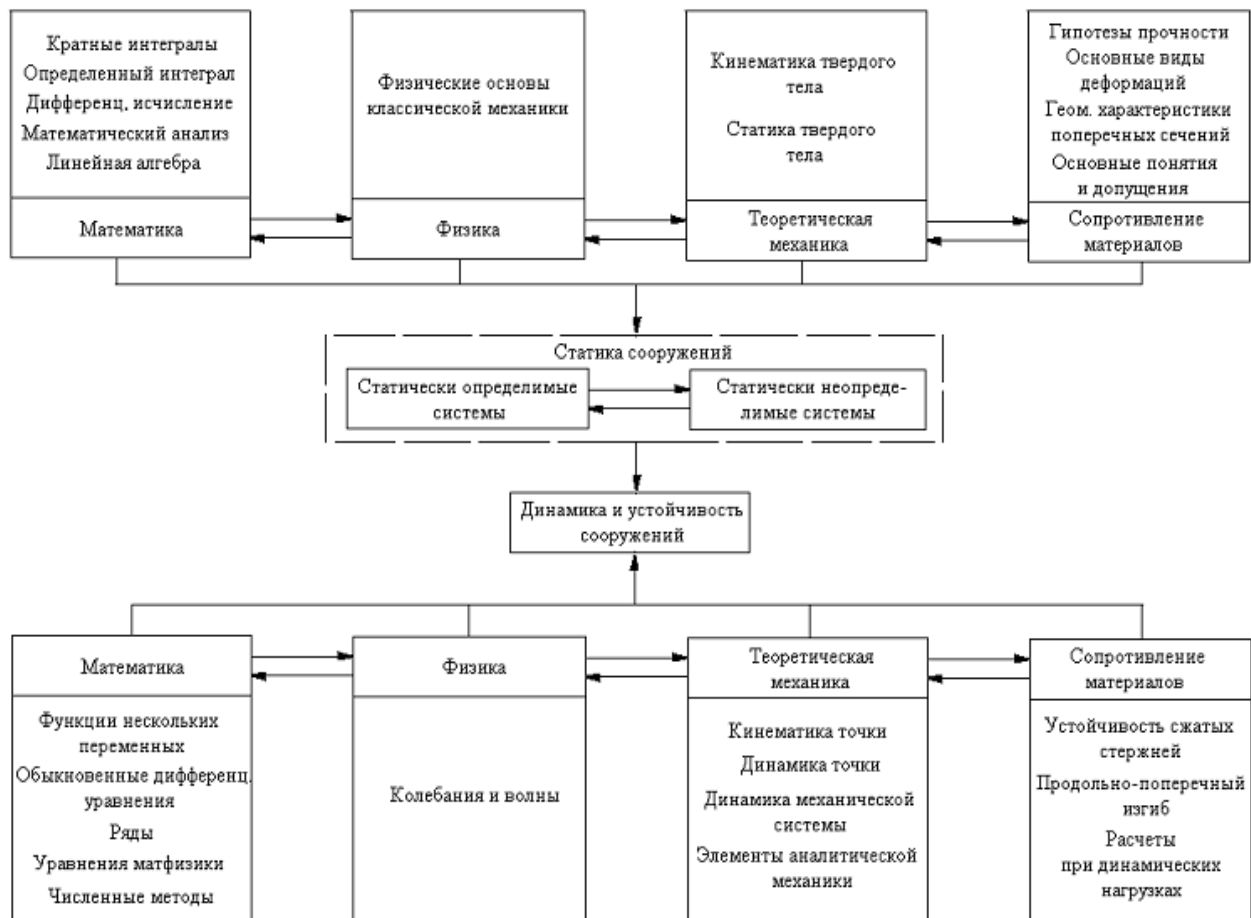 Кратные интегралы
Определенный интеграл
Дифференц. исчисление
Математический анализ
Линейная алгебра
Математика
Физические основы
классической механики
Физика
Кинематика твердого
тела
Статика твердого
тела
Теоретическая
механика
Гипотезы прочности
Основные виды
деформаций
Геом. характеристики
поперечных сечений
Основные понятия
и допущения
Сопротивление
материалов
Статика сооружений
Статически определимые
системы
Статически неопреде-
лимые системы
Динамика и устойчивость
сооружений
Математика
Функции нескольких
переменных
Обыкновенные дифференц.
уравнения
Ряды
Уравнения матфизики
Численные методы
Физика
Колебания и волны
Теоретическая
механика
Кинематика точки
Динамика точки
Динамика механической
системы
Элементы аналитической
механики
Сопротивление
материалов
Устойчивость сжатых
стержней
Продольно-поперечный
изгиб
Расчеты
при динамических
нагрузках